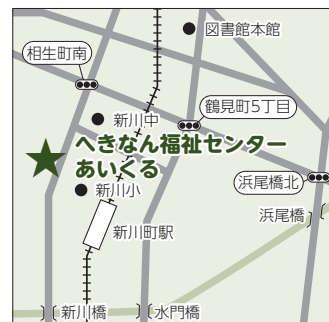 図書館本館
相生町南
新川中
鶴見町5丁目
へきなん福祉センター
あいくる
新川小
浜尾橋北
浜尾橋
新川町駅
新川橋
水門橋